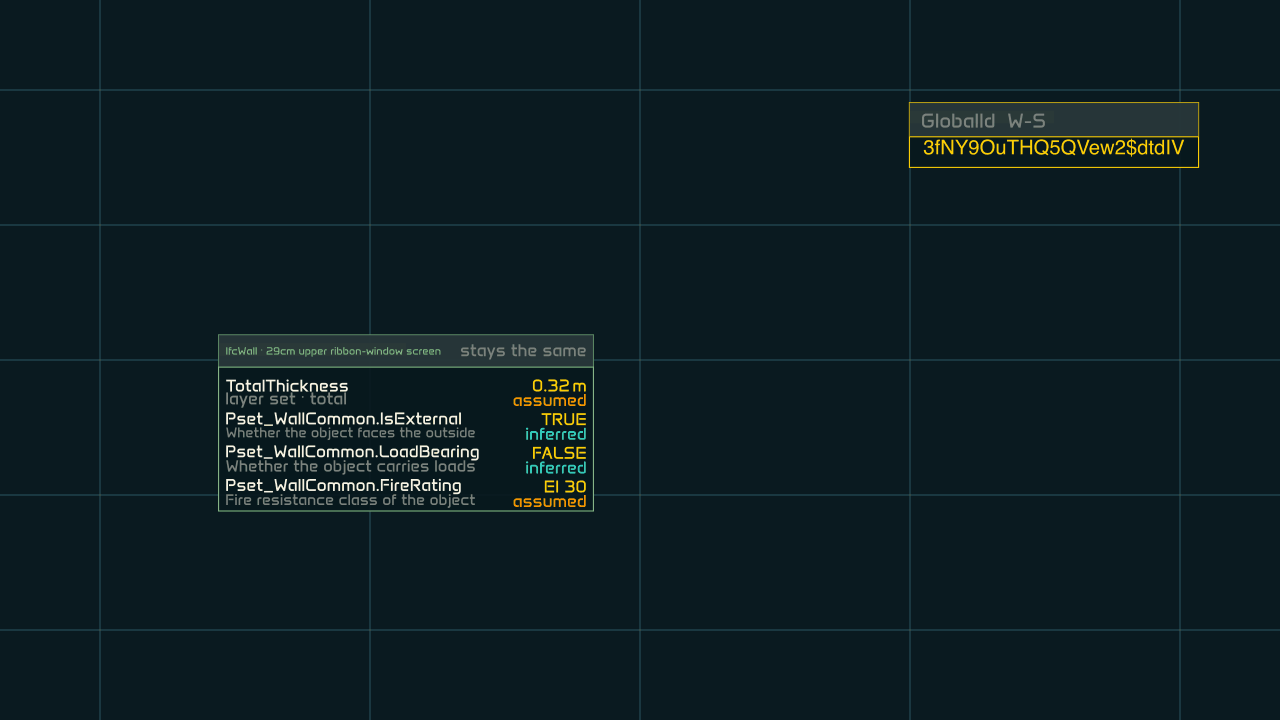 GlobalId W-S
3fNY9OuTHQ5QVew2$dtdIV
IfcWall · 29cm upper ribbon-window screen stays the same
TotalThickness 0.32 m
layer set · total assumed
Pset_WallCommon.IsExternal TRUE
Whether the object faces the outside inferred
Pset_WallCommon.LoadBearing FALSE
Whether the object carries loads inferred
Pset_WallCommon.FireRating EI 30
Fire resistance class of the object assumed